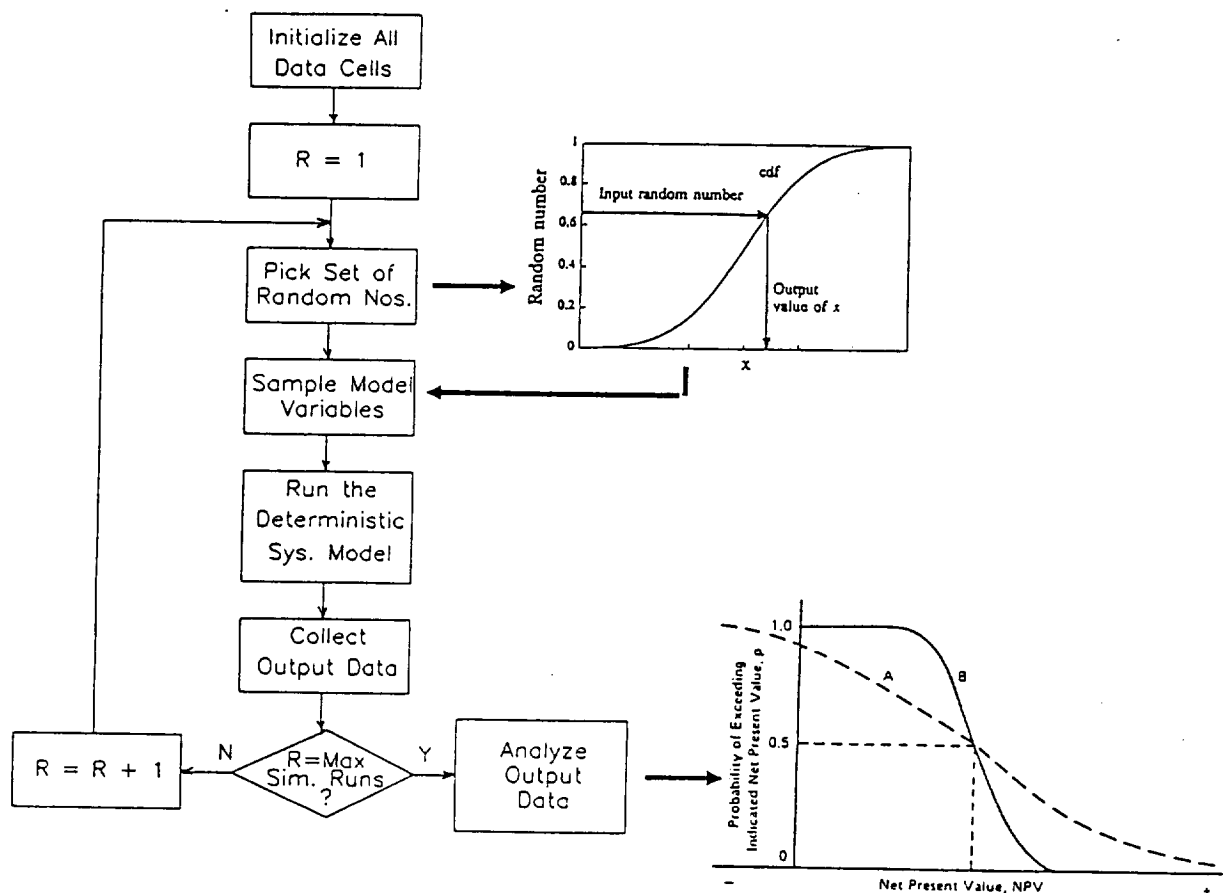 Initialize All
Data Cells
R = 1
Pick Set of
Random Nos.
Sample Model
Variables
Run the
Deterministic
Sys. Model
Collect
Output Data
R=Max
Sim. Runs
?
N
Y
R = R + 1
Analyze
Output
Data
Random number
1
0.8
0.6
0.4
0.2
0
cdf
Input random number
Output
value of x
x
Probability of Exceeding
Indicated Net Present Value, p
1.0
0.5
0
A
B
–
Net Present Value, NPV
+